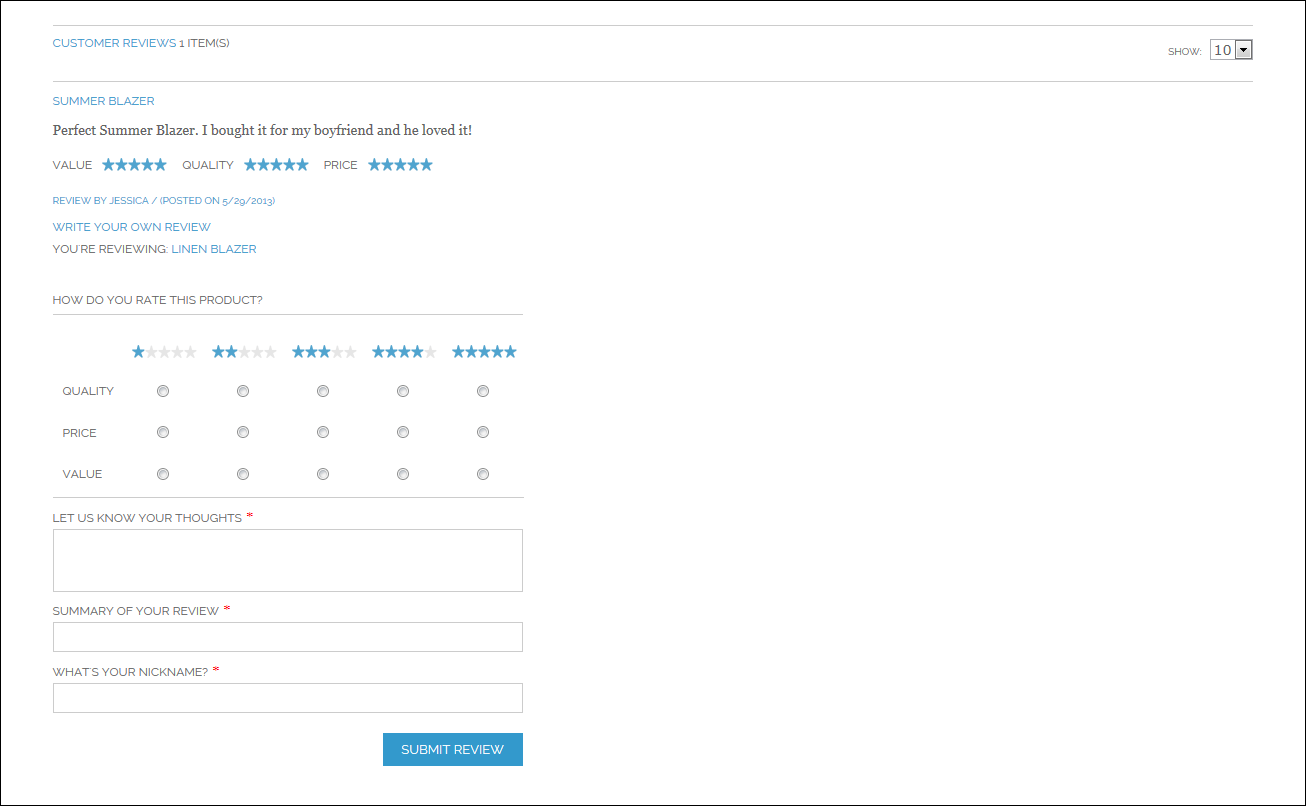 CUSTOMER REVIEWS 1 ITEM(S)
SHOW: 10
SUMMER BLAZER
Perfect Summer Blazer. I bought it for my boyfriend and he loved it!
VALUE ★★★★★ QUALITY ★★★★★ PRICE ★★★★★
REVIEW BY JESSICA / (POSTED ON 5/29/2013)
WRITE YOUR OWN REVIEW
YOU'RE REVIEWING: LINEN BLAZER
HOW DO YOU RATE THIS PRODUCT?
QUALITY
PRICE
VALUE
LET US KNOW YOUR THOUGHTS *
SUMMARY OF YOUR REVIEW *
WHAT'S YOUR NICKNAME? *
SUBMIT REVIEW